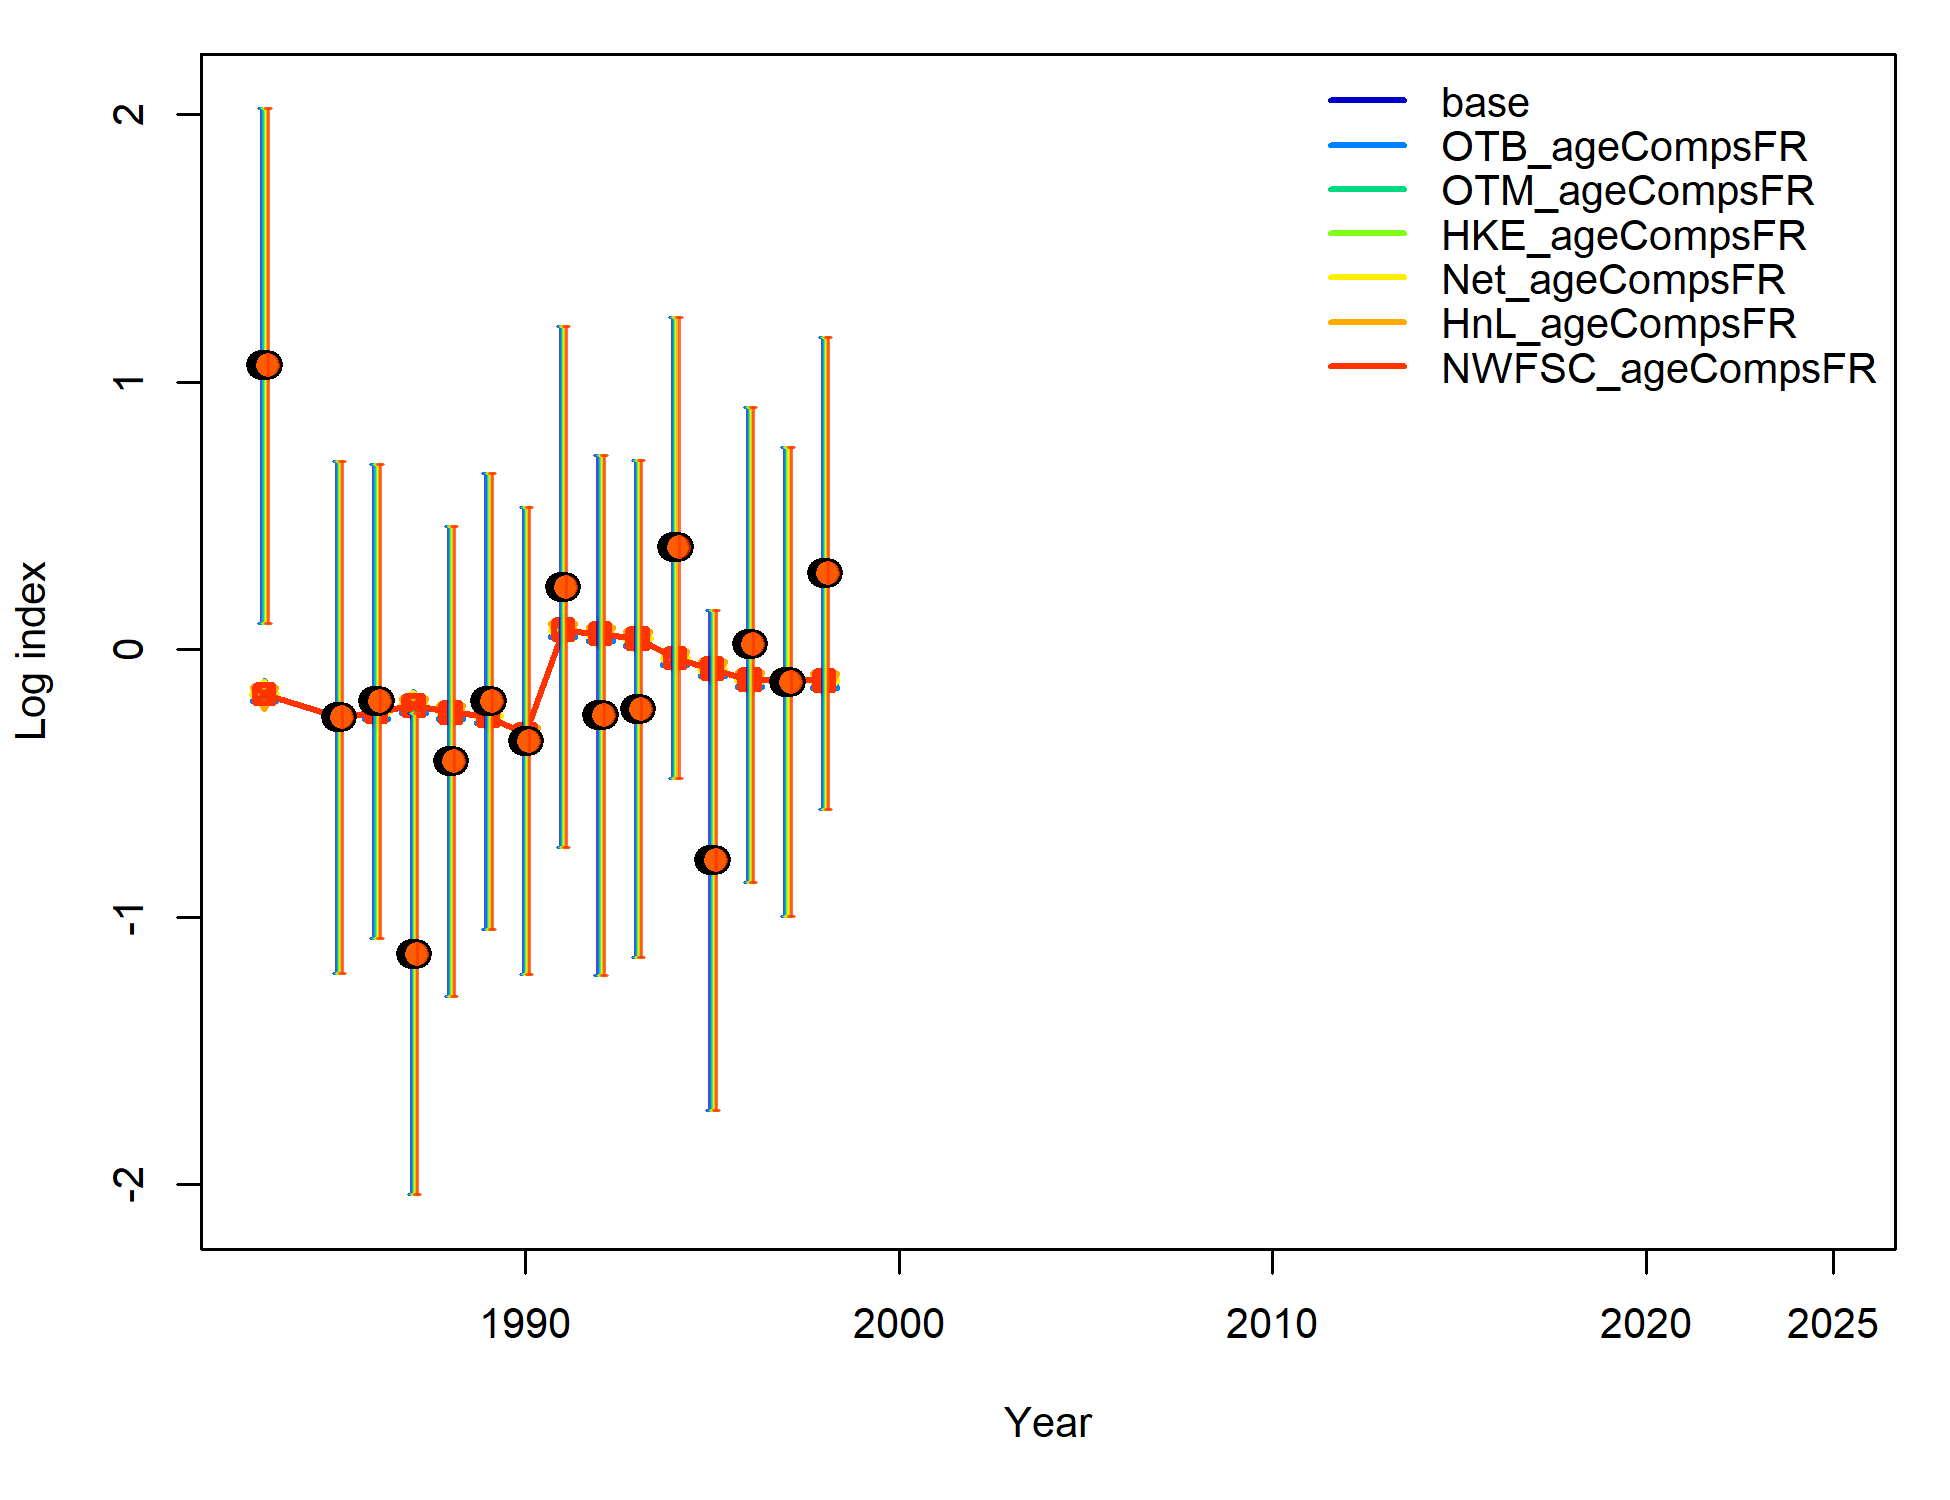 base
OTB_ageCompsFR
OTM_ageCompsFR
HKE_ageCompsFR
Net_ageCompsFR
HnL_ageCompsFR
NWFSC_ageCompsFR
Log index
2
1
0
-1
-2
1990 2000 2010 2020 2025
Year